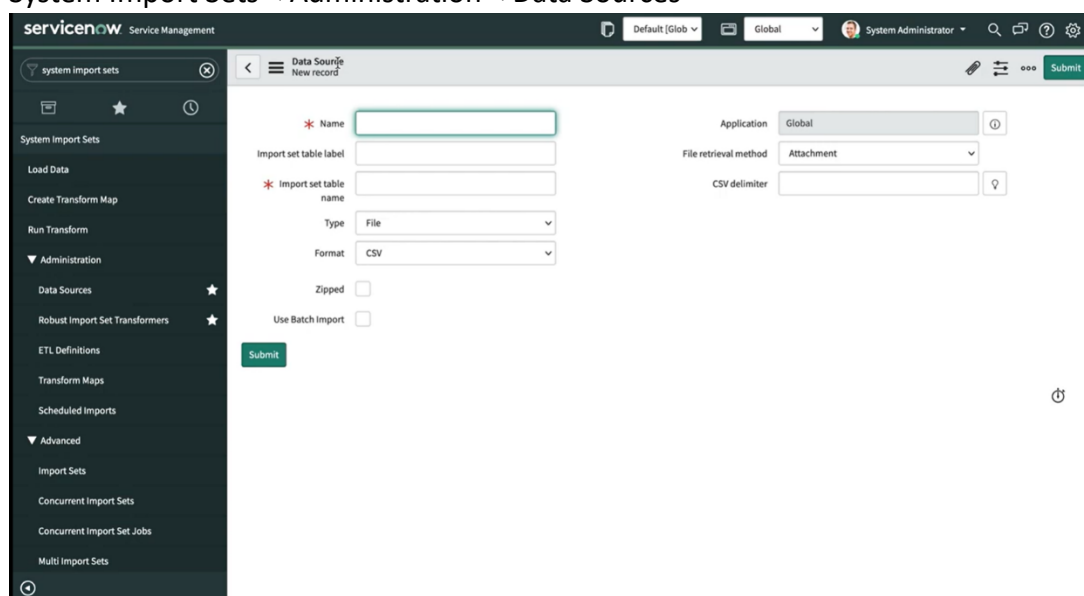 System Import Sets → Administration → Data Sources
servicenow Service Management
Default [Glob
Global
System Administrator
system import sets
Data Source
New record
Submit
System Import Sets
Load Data
Create Transform Map
Run Transform
Administration
Data Sources
Robust Import Set Transformers
ETL Definitions
Transform Maps
Scheduled Imports
Advanced
Import Sets
Concurrent Import Sets
Concurrent Import Set Jobs
Multi Import Sets
Name
Import set table label
Import set table
name
Type File
Format CSV
Zipped
Use Batch Import
Submit
Application Global
File retrieval method Attachment
CSV delimiter